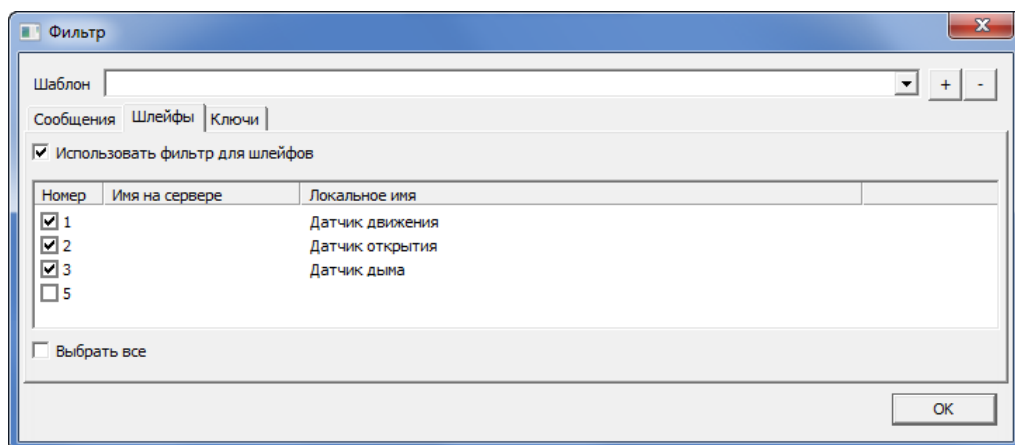 Фильтр
Шаблон + -
Сообщения Шлейфы Ключи
Использовать фильтр для шлейфов
Номер Имя на сервере Локальное имя
1 Датчик движения
2 Датчик открытия
3 Датчик дыма
5
Выбрать все
OK